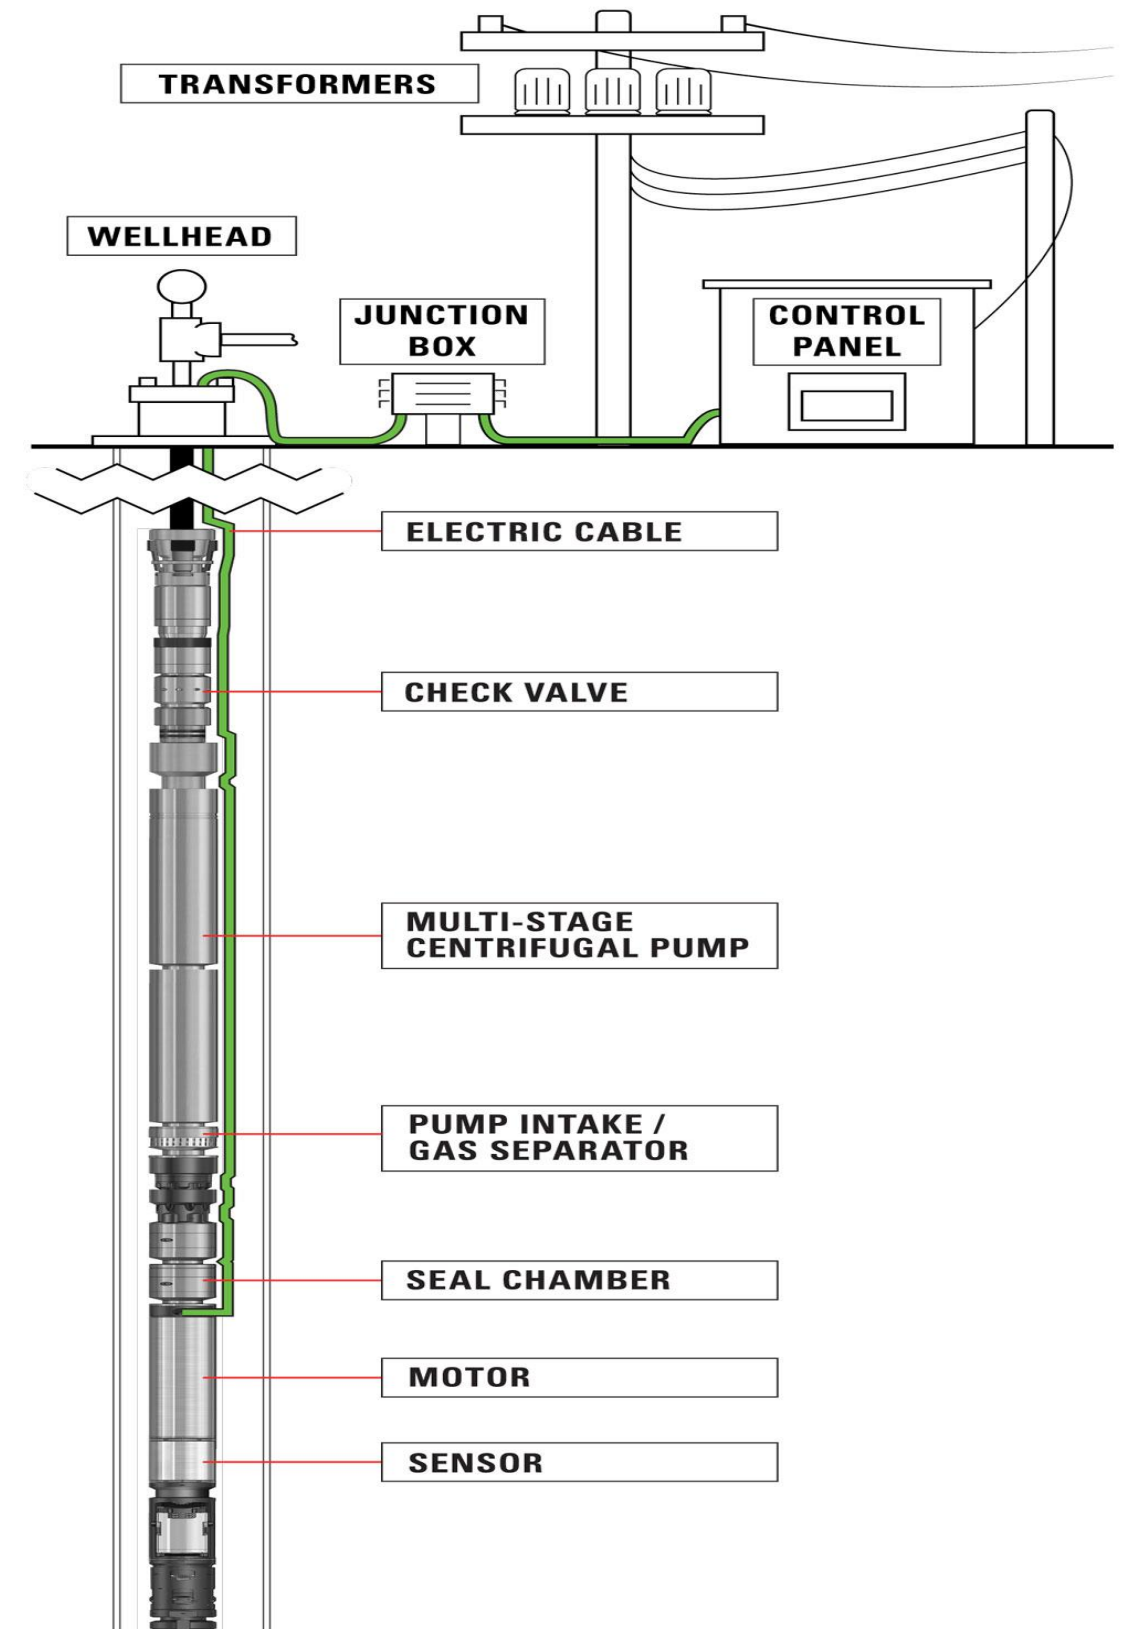 TRANSFORMERS
WELLHEAD
JUNCTION
BOX
CONTROL
PANEL
ELECTRIC CABLE
CHECK VALVE
MULTI-STAGE
CENTRIFUGAL PUMP
PUMP INTAKE /
GAS SEPARATOR
SEAL CHAMBER
MOTOR
SENSOR